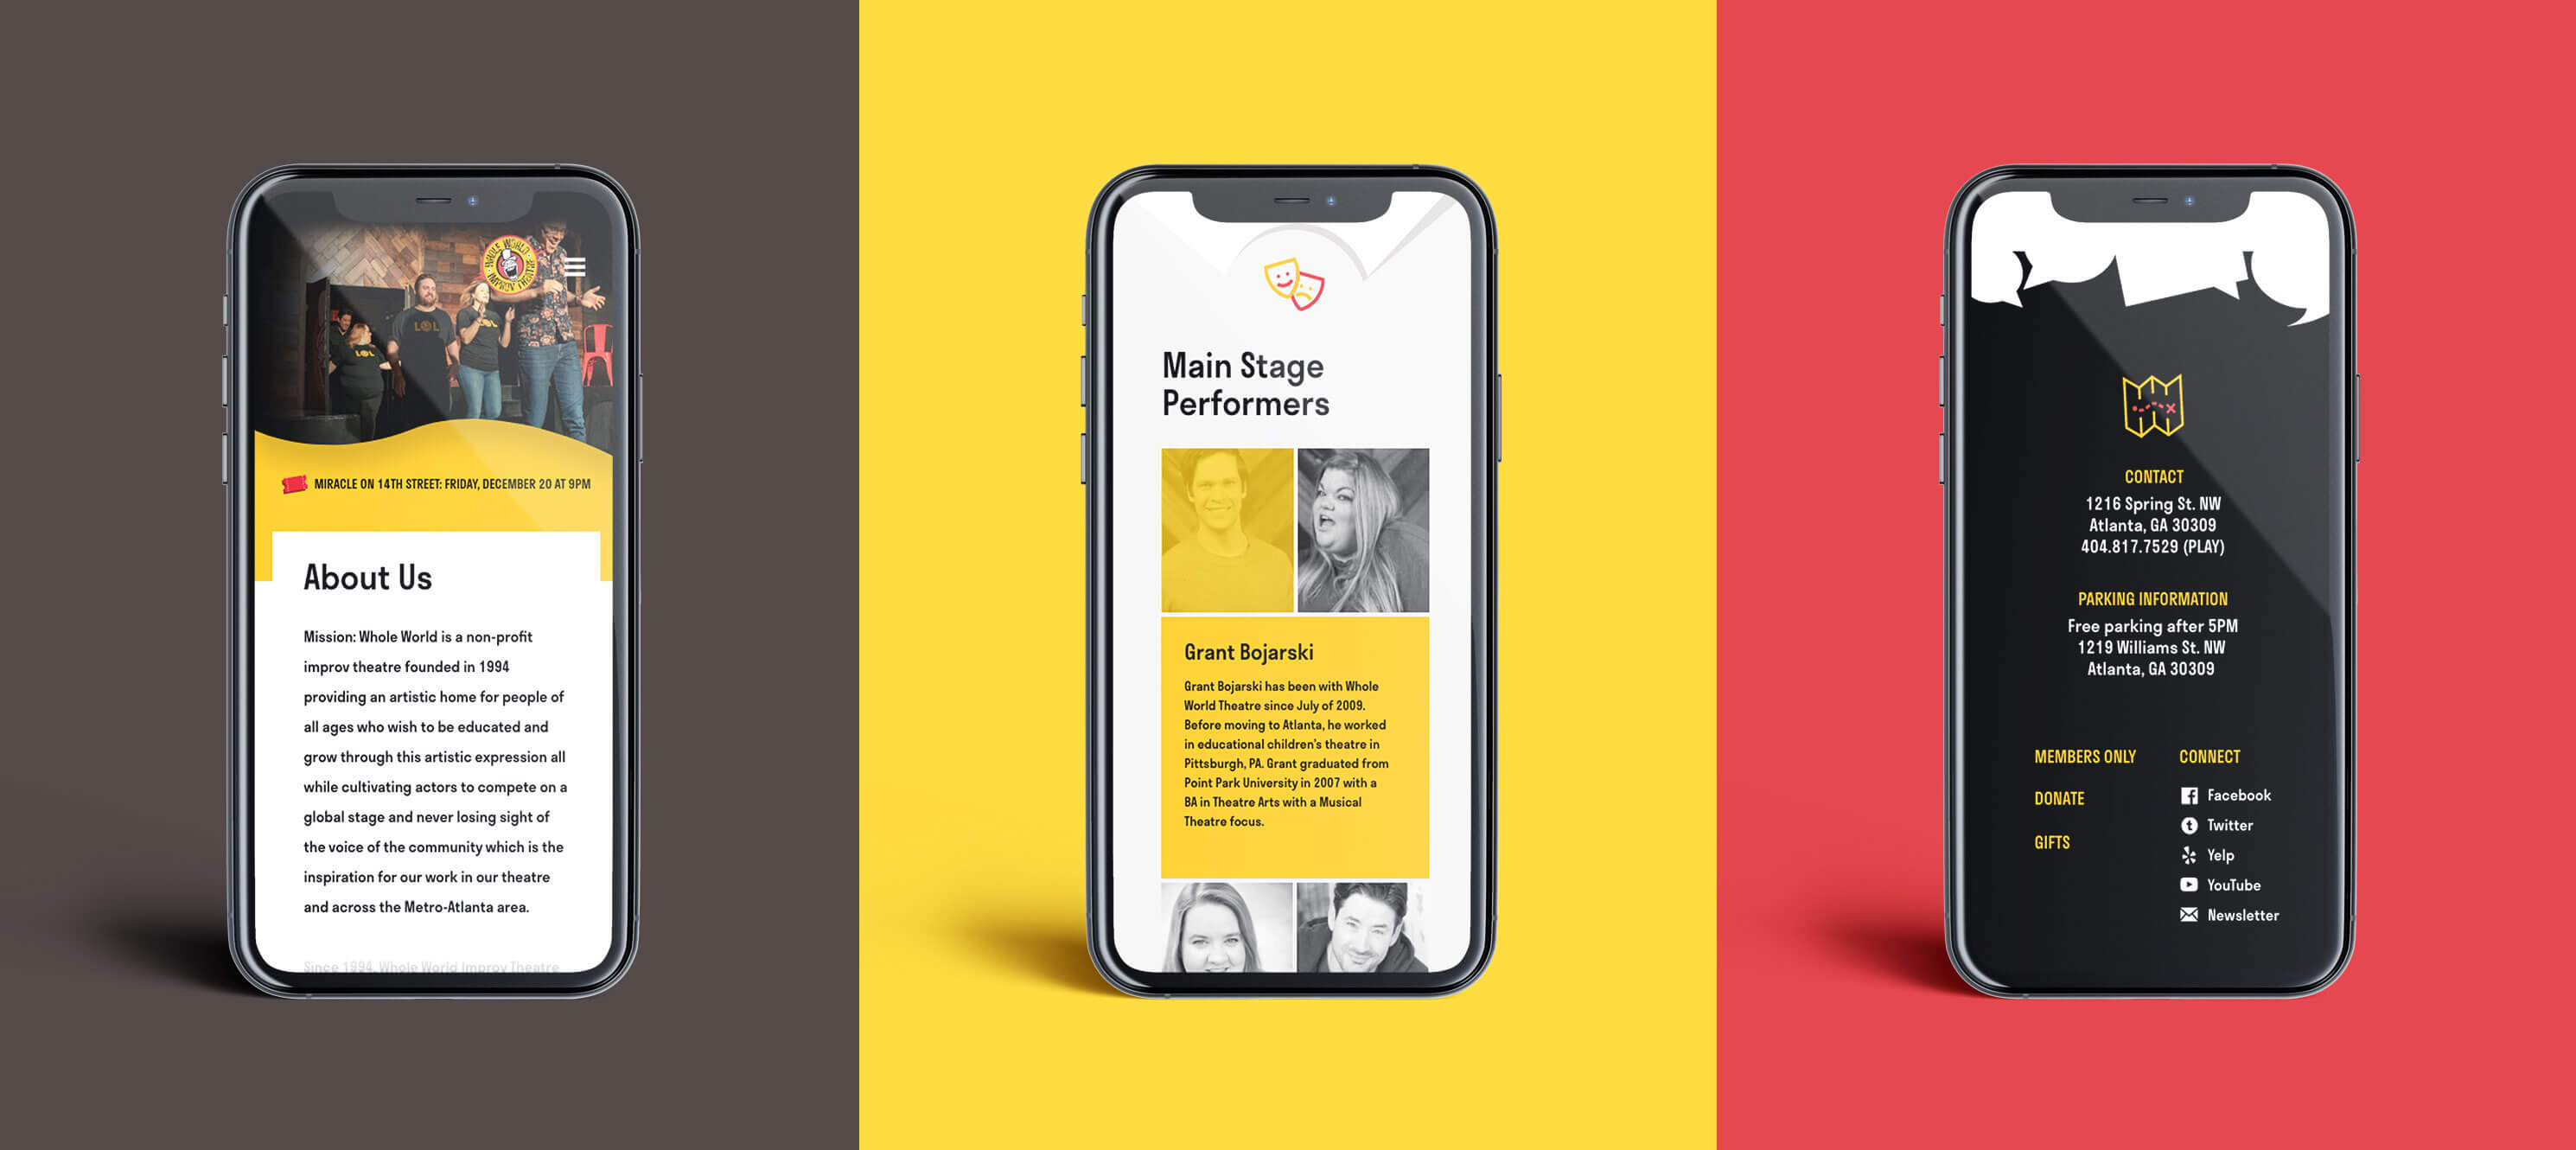 WHOLE WORLD
IMPROV THEATRE
LOL
LOL
LOL
MIRACLE ON 14TH STREET: FRIDAY, DECEMBER 20 AT 9PM
About Us
Mission: Whole World is a non-profit
improv theatre founded in 1994
providing an artistic home for people of
all ages who wish to be educated and
grow through this artistic expression all
while cultivating actors to compete on a
global stage and never losing sight of
the voice of the community which is the
inspiration for our work in our theatre
and across the Metro-Atlanta area.
Since 1994, Whole World Improv Theatre
Main Stage
Performers
Grant Bojarski
Grant Bojarski has been with Whole
World Theatre since July of 2009.
Before moving to Atlanta, he worked
in educational children's theatre in
Pittsburgh, PA. Grant graduated from
Point Park University in 2007 with a
BA in Theatre Arts with a Musical
Theatre focus.
CONTACT
1216 Spring St. NW
Atlanta, GA 30309
404.817.7529 (PLAY)
PARKING INFORMATION
Free parking after 5PM
1219 Williams St. NW
Atlanta, GA 30309
MEMBERS ONLY
DONATE
GIFTS
CONNECT
Facebook
Twitter
Yelp
YouTube
Newsletter